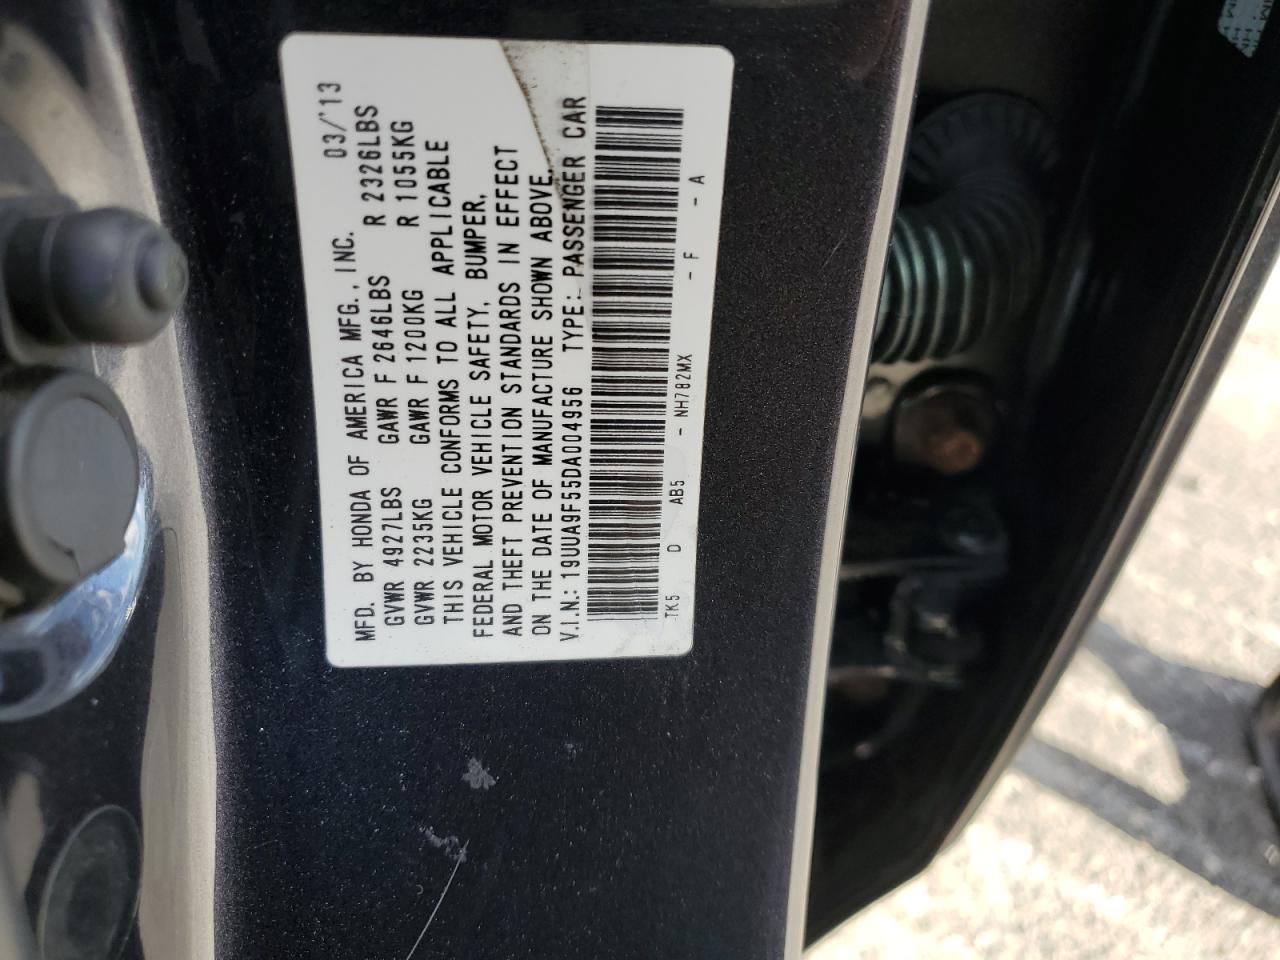 MFD. BY HONDA OF AMERICA MFG., INC. 03/'13
GVWR 4927LBS GAWR F 2646LBS R 2326LBS
GVWR 2235KG GAWR F 1200KG R 1055KG
THIS VEHICLE CONFORMS TO ALL APPLICABLE
FEDERAL MOTOR VEHICLE SAFETY, BUMPER,
AND THEFT PREVENTION STANDARDS IN EFFECT
ON THE DATE OF MANUFACTURE SHOWN ABOVE.
V.I.N.: 19UUA9F55DA004956 TYPE: PASSENGER CAR
TK5 D AB5 - NH782MX - F - A